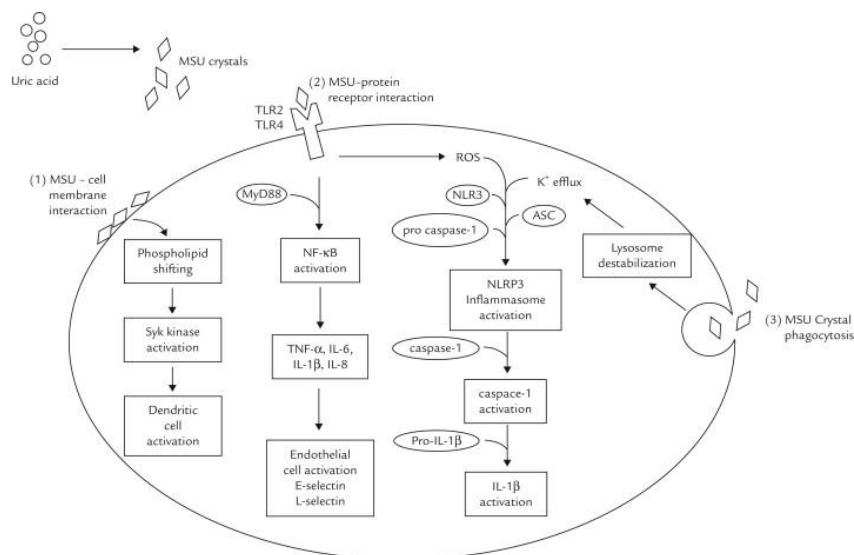 Uric acid
MSU crystals
(2) MSU-protein
receptor interaction
TLR2
TLR4
(1) MSU - cell
membrane
interaction
Phospholipid
shifting
Syk kinase
activation
Dendritic
cell
activation
MyD88
NF-κB
activation
TNF-α, IL-6,
IL-1β, IL-8
Endothelial
cell activation
E-selectin
L-selectin
ROS
K⁺ efflux
NLR3
ASC
pro caspase-1
NLRP3
Inflammasome
activation
caspase-1
caspace-1
activation
Pro-IL-1β
IL-1β
activation
Lysosome
destabilization
(3) MSU Crystal
phagocytosis